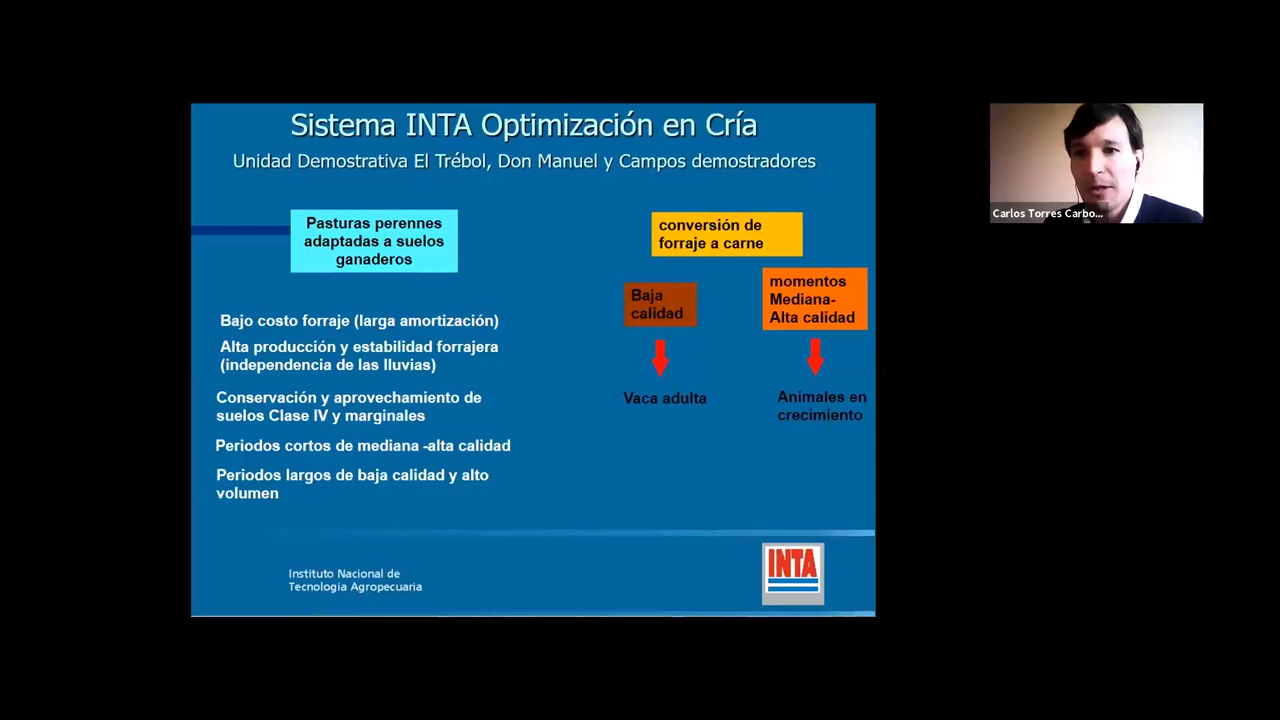 Sistema INTA Optimización en Cría
Unidad Demostrativa El Trébol, Don Manuel y Campos demostradores
Pasturas perennes
adaptadas a suelos
ganaderos
Bajo costo forraje (larga amortización)
Alta producción y estabilidad forrajera
(independencia de las lluvias)
Conservación y aprovechamiento de
suelos Clase IV y marginales
Periodos cortos de mediana -alta calidad
Periodos largos de baja calidad y alto
volumen
conversión de
forraje a carne
Baja
calidad
Vaca adulta
momentos
Mediana-
Alta calidad
Animales en
crecimiento
Instituto Nacional de
Tecnología Agropecuaria
INTA
Carlos Torres Carbo...